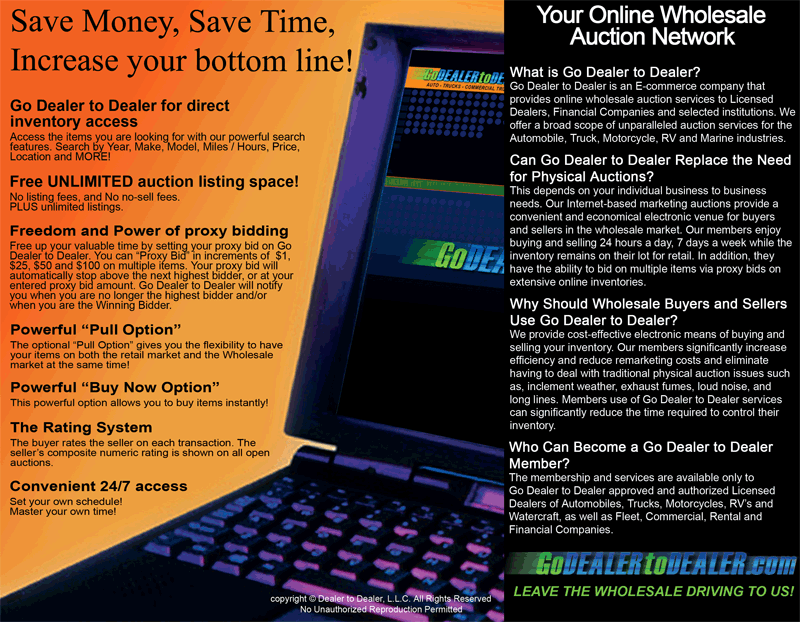 Save Money, Save Time,
Increase your bottom line!
Go Dealer to Dealer for direct
inventory access
Access the items you are looking for with our powerful search
features. Search by Year, Make, Model, Miles / Hours, Price,
Location and MORE!
Free UNLIMITED auction listing space!
No listing fees, and No no-sell fees.
PLUS unlimited listings.
Freedom and Power of proxy bidding
Free up your valuable time by setting your proxy bid on Go
Dealer to Dealer. You can “Proxy Bid” in increments of $1,
$25, $50 and $100 on multiple items. Your proxy bid will
automatically stop above the next highest bidder, or at your
entered proxy bid amount. Go Dealer to Dealer will notify
you when you are no longer the highest bidder and/or
when you are the Winning Bidder.
Powerful “Pull Option”
The optional “Pull Option” gives you the flexibility to have
your items on both the retail market and the Wholesale
market at the same time!
Powerful “Buy Now Option”
This powerful option allows you to buy items instantly!
The Rating System
The buyer rates the seller on each transaction. The
seller’s composite numeric rating is shown on all open
auctions.
Convenient 24/7 access
Set your own schedule!
Master your own time!
GoDEALERtoDEALER
AUTO - TRUCKS - COMMERCIAL
GoDEA
copyright © Dealer to Dealer, L.L.C. All Rights Reserved
No Unauthorized Reproduction Permitted
Your Online Wholesale
Auction Network
What is Go Dealer to Dealer?
Go Dealer to Dealer is an E-commerce company that
provides online wholesale auction services to Licensed
Dealers, Financial Companies and selected institutions. We
offer a broad scope of unparalleled auction services for the
Automobile, Truck, Motorcycle, RV and Marine industries.
Can Go Dealer to Dealer Replace the Need
for Physical Auctions?
This depends on your individual business to business
needs. Our Internet-based marketing auctions provide a
convenient and economical electronic venue for buyers
and sellers in the wholesale market. Our members enjoy
buying and selling 24 hours a day, 7 days a week while the
inventory remains on their lot for retail. In addition, they
have the ability to bid on multiple items via proxy bids on
extensive online inventories.
Why Should Wholesale Buyers and Sellers
Use Go Dealer to Dealer?
We provide cost-effective electronic means of buying and
selling your inventory. Our members significantly increase
efficiency and reduce remarketing costs and eliminate
having to deal with traditional physical auction issues such
as, inclement weather, exhaust fumes, loud noise, and
long lines. Members use of Go Dealer to Dealer services
can significantly reduce the time required to control their
inventory.
Who Can Become a Go Dealer to Dealer
Member?
The membership and services are available only to
Go Dealer to Dealer approved and authorized Licensed
Dealers of Automobiles, Trucks, Motorcycles, RV’s and
Watercraft, as well as Fleet, Commercial, Rental and
Financial Companies.
GoDEALERtoDEALER.com
LEAVE THE WHOLESALE DRIVING TO US!